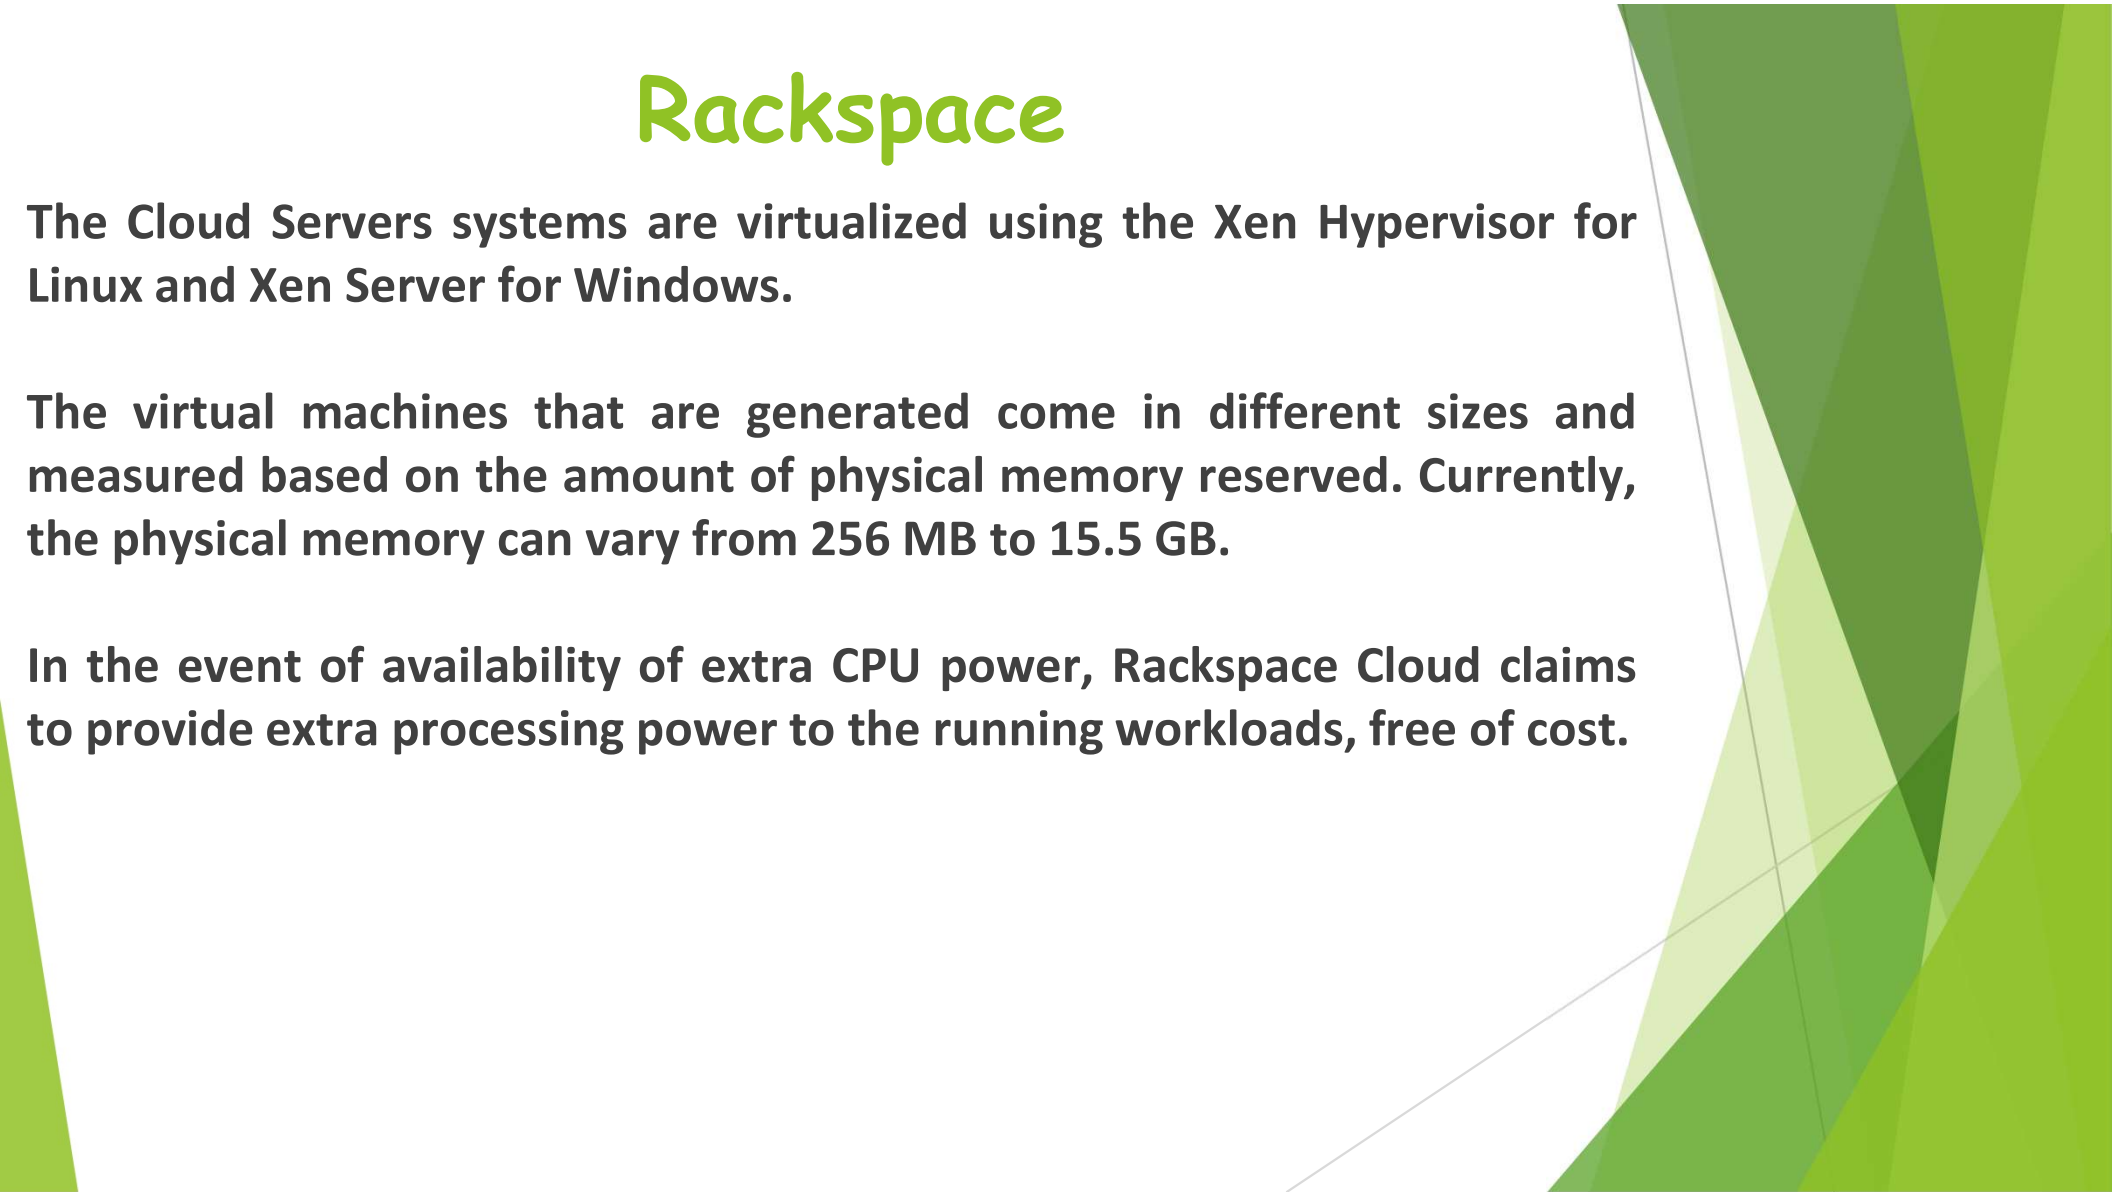 Rackspace
The Cloud Servers systems are virtualized using the Xen Hypervisor for
Linux and Xen Server for Windows.
The virtual machines that are generated come in different sizes and
measured based on the amount of physical memory reserved. Currently,
the physical memory can vary from 256 MB to 15.5 GB.
In the event of availability of extra CPU power, Rackspace Cloud claims
to provide extra processing power to the running workloads, free of cost.